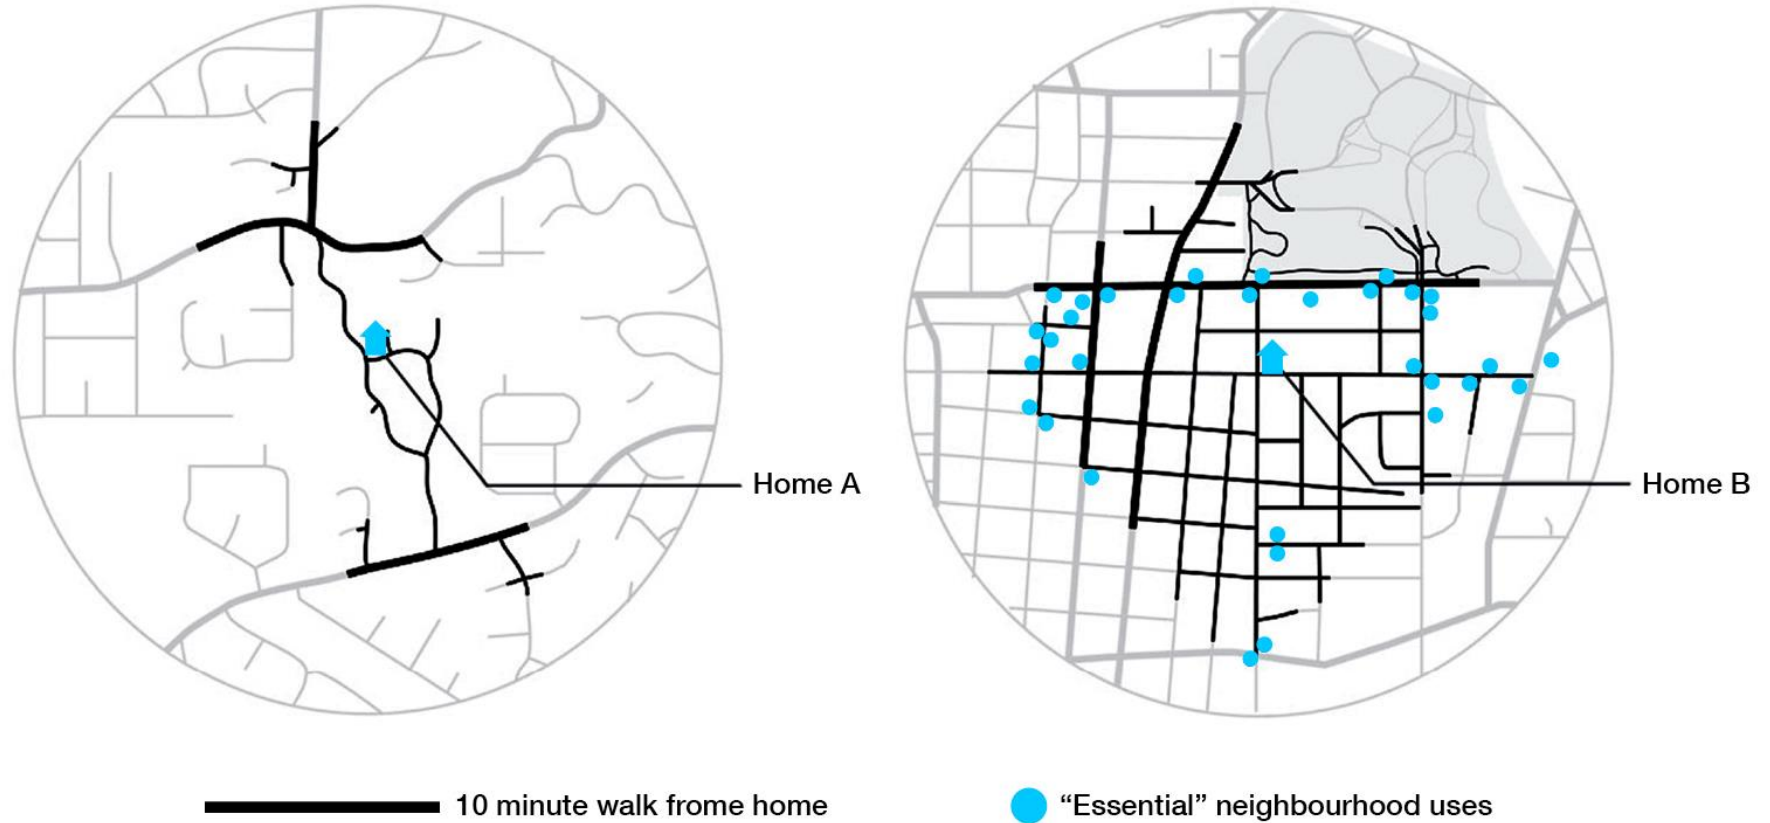 Home A
Home B
10 minute walk frome home
“Essential” neighbourhood uses